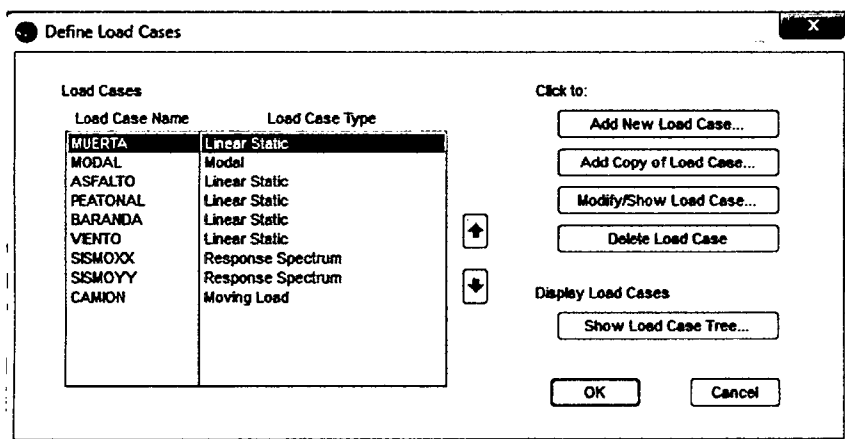 Define Load Cases
X
Load Cases
Click to:
Load Case Name Load Case Type
MUERTA Linear Static
MODAL Modal
ASFALTO Linear Static
PEATONAL Linear Static
BARANDA Linear Static
VIENTO Linear Static
SISMOXX Response Spectrum
SISMOYY Response Spectrum
CAMION Moving Load
Add New Load Case...
Add Copy of Load Case...
Modify/Show Load Case...
Delete Load Case
Display Load Cases
Show Load Case Tree...
OK
Cancel